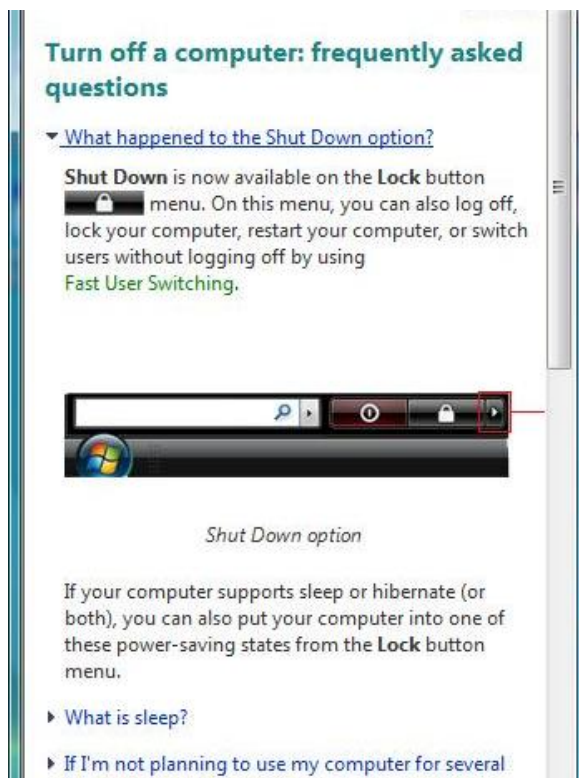 Turn off a computer: frequently asked
questions
What happened to the Shut Down option?
Shut Down is now available on the Lock button
menu. On this menu, you can also log off,
lock your computer, restart your computer, or switch
users without logging off by using
Fast User Switching.
Shut Down option
If your computer supports sleep or hibernate (or
both), you can also put your computer into one of
these power-saving states from the Lock button
menu.
What is sleep?
If I'm not planning to use my computer for several